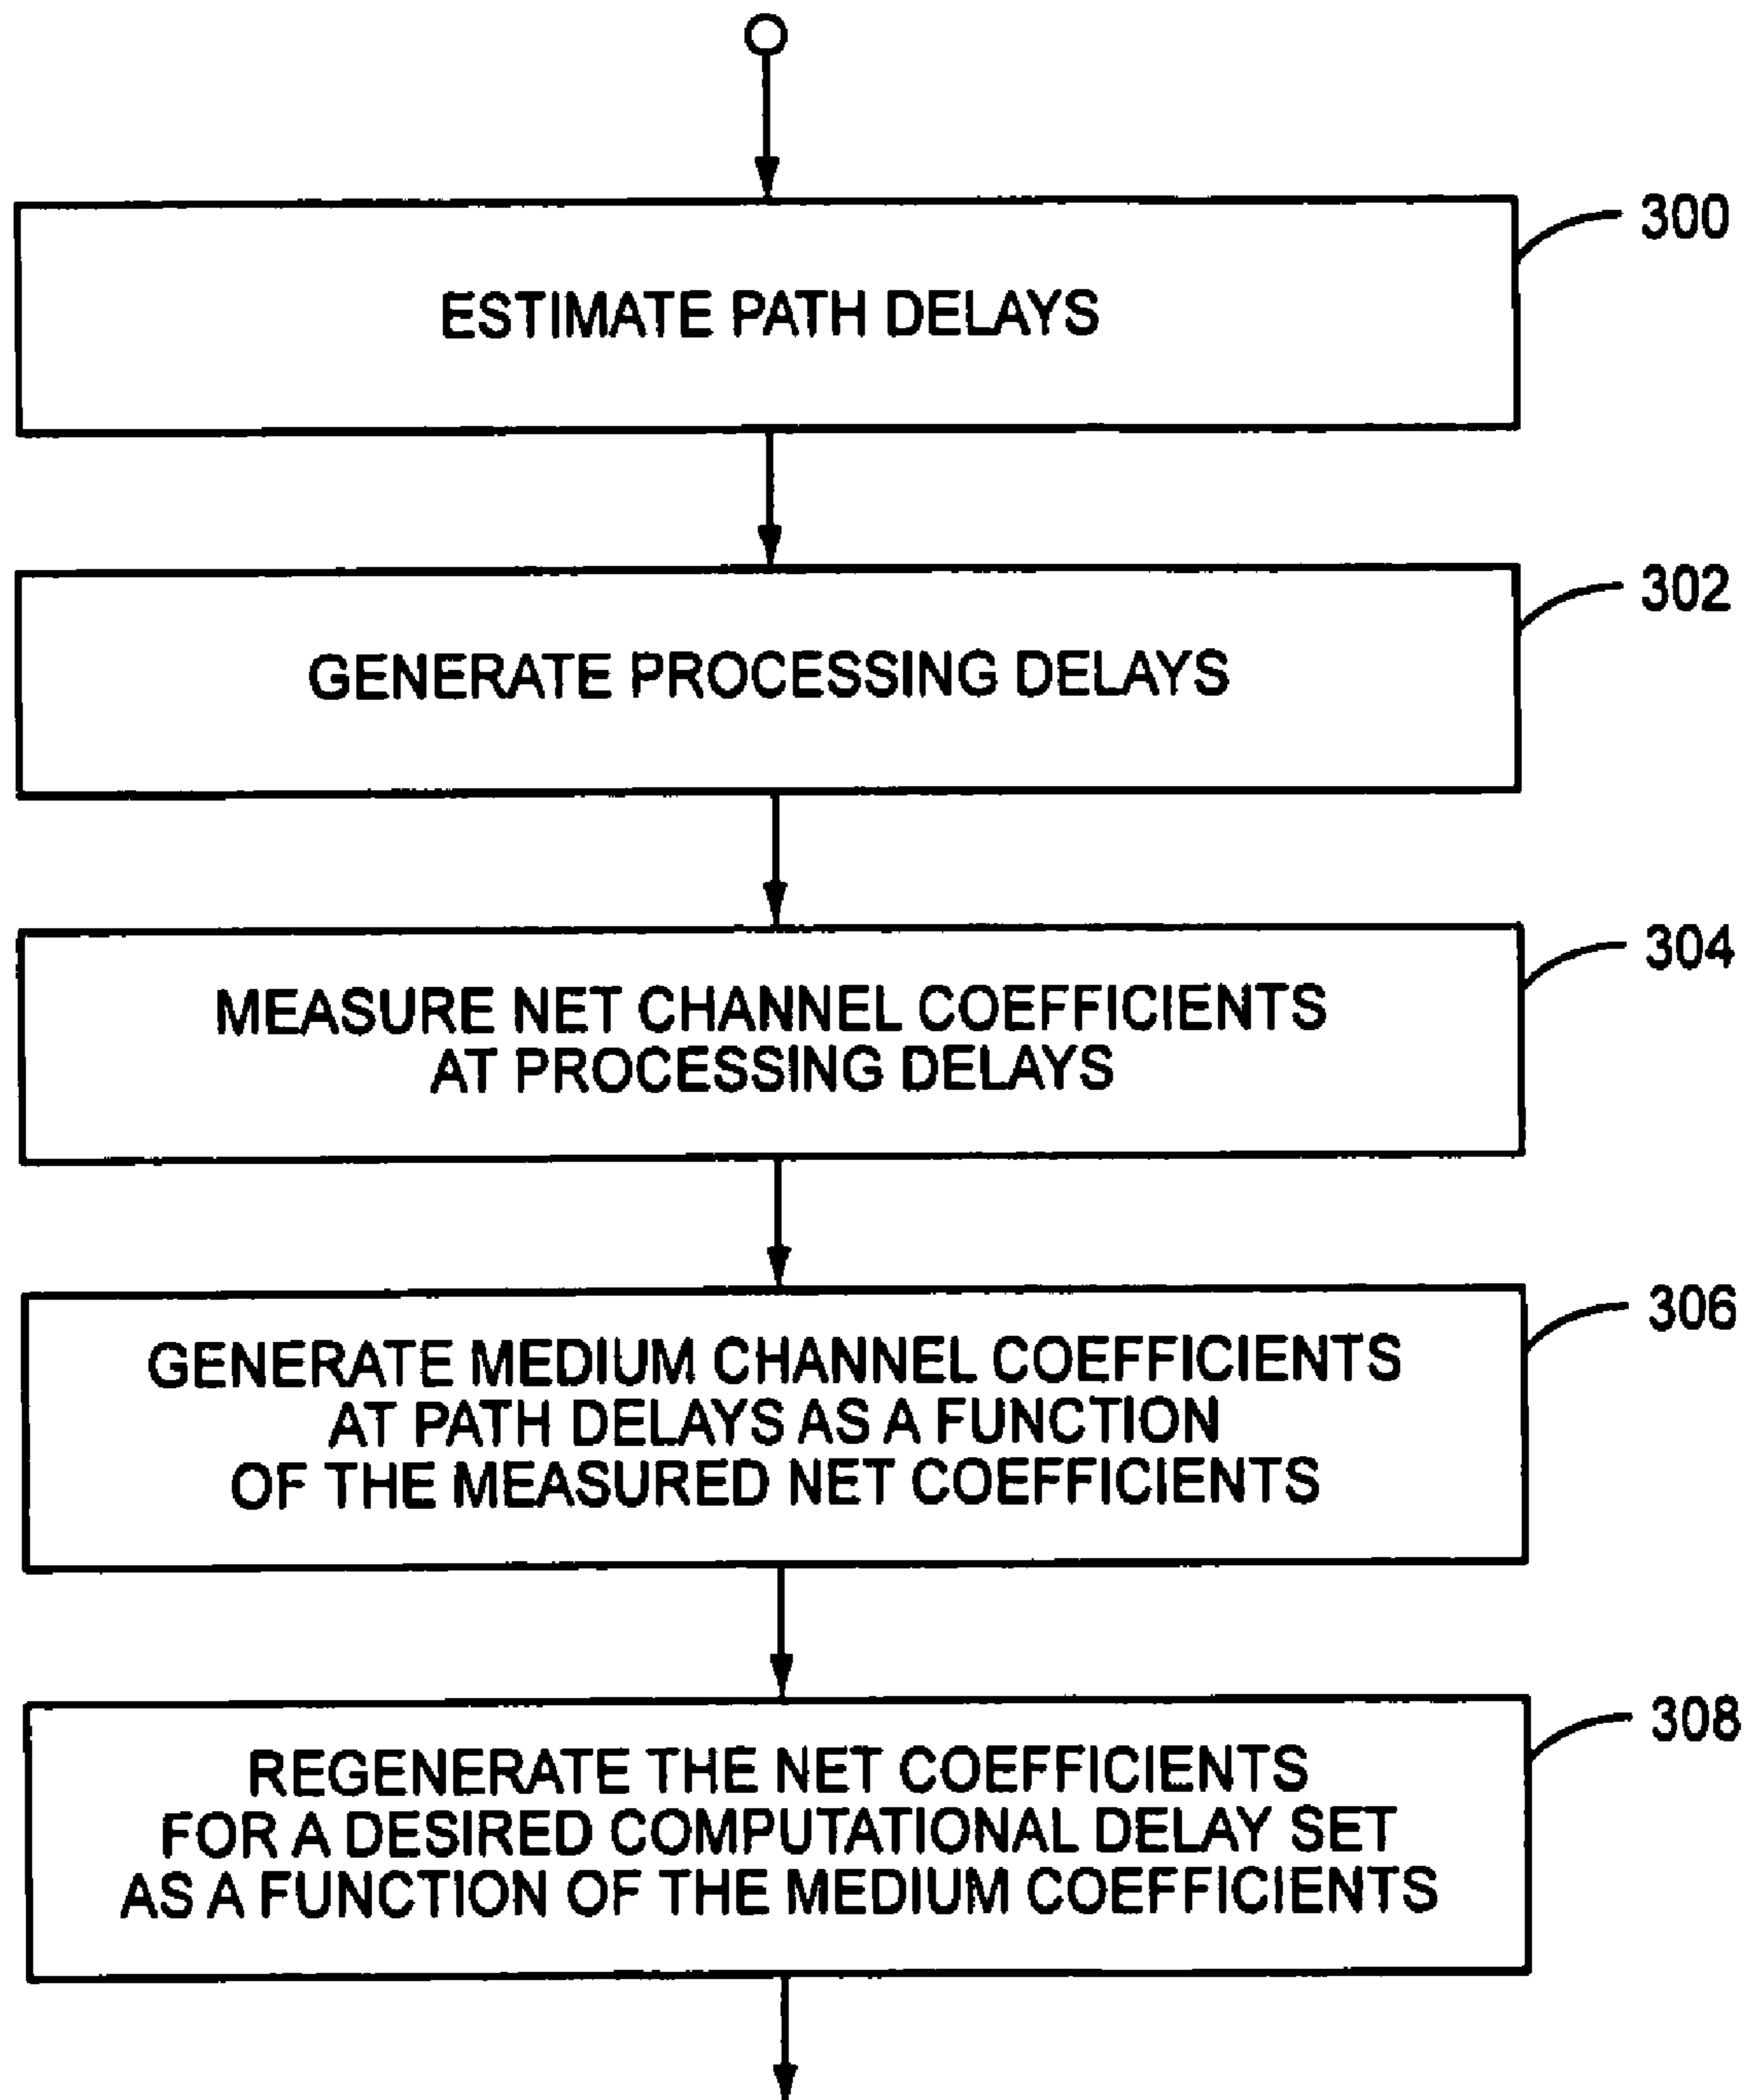 300
ESTIMATE PATH DELAYS
302
GENERATE PROCESSING DELAYS
304
MEASURE NET CHANNEL COEFFICIENTS
AT PROCESSING DELAYS
306
GENERATE MEDIUM CHANNEL COEFFICIENTS
AT PATH DELAYS AS A FUNCTION
OF THE MEASURED NET COEFFICIENTS
308
REGENERATE THE NET COEFFICIENTS
FOR A DESIRED COMPUTATIONAL DELAY SET
AS A FUNCTION OF THE MEDIUM COEFFICIENTS